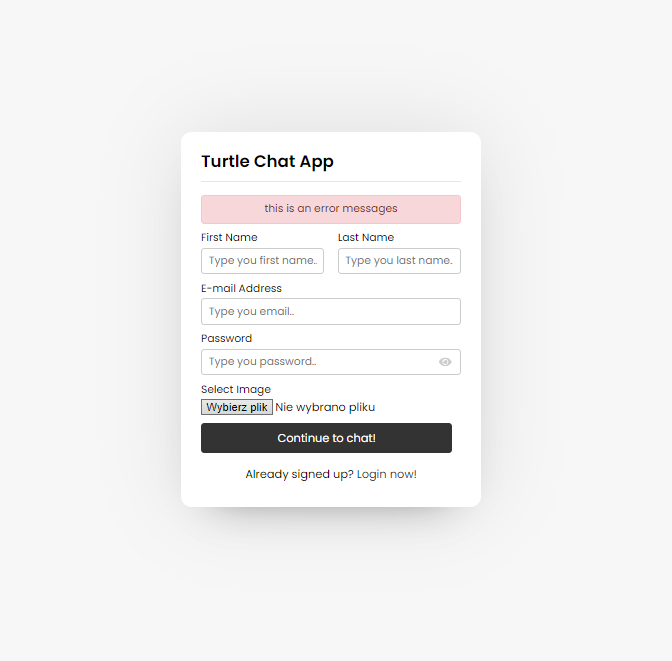 Turtle Chat App
this is an error messages
First Name Last Name
Type you first name.. Type you last name.
E-mail Address
Type you email..
Password
Type you password..
Select Image
Wybierz plik Nie wybrano pliku
Continue to chat!
Already signed up? Login now!